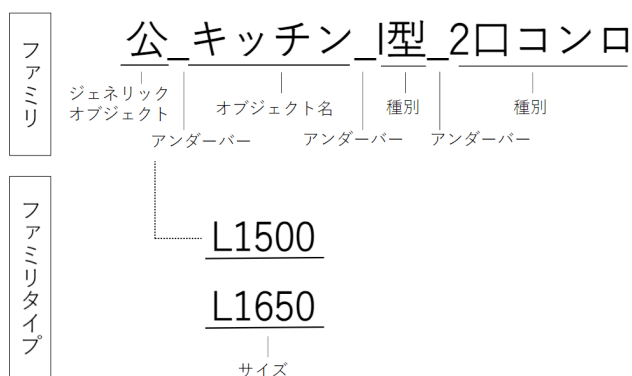 ファミリ
公_キッチン_I型_2口コンロ
ジェネリック
オブジェクト
オブジェクト名
種別
種別
アンダーバー
アンダーバー
アンダーバー
ファミリタイプ
L1500
L1650
サイズ